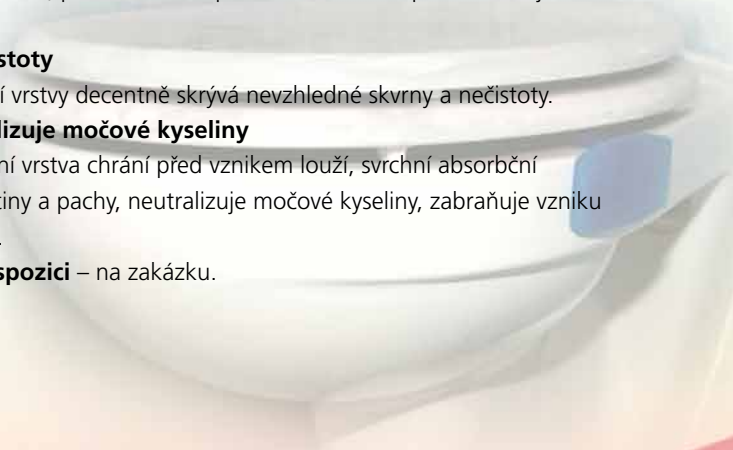 stoty
í vrstvy decentně skrývá nevzhledné skvrny a nečistoty.
lizuje močové kyseliny
ní vrstva chrání před vznikem louží, svrchní absorbční
tiny a pachy, neutralizuje močové kyseliny, zabraňuje vzniku
.
spozici – na zakázku.